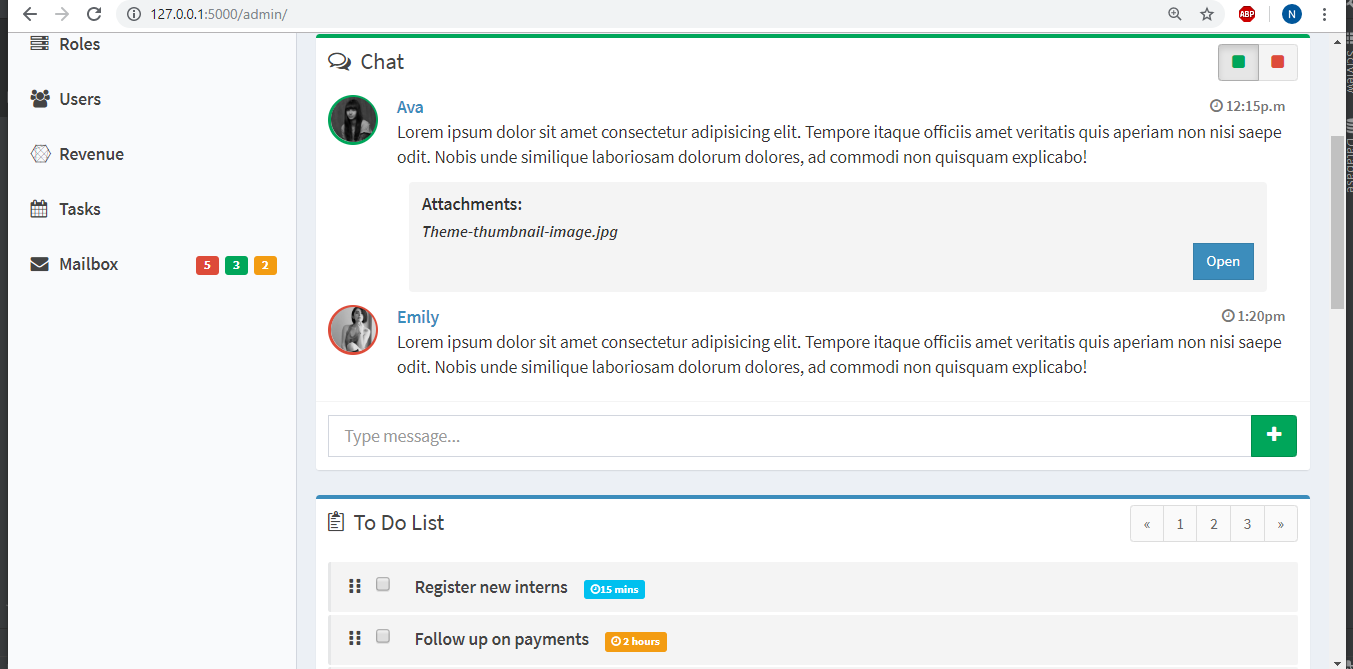 127.0.0.1:5000/admin/
ABP
N
Roles
Users
Revenue
Tasks
Mailbox 5 3 2
Chat
Ava 12:15p.m
Lorem ipsum dolor sit amet consectetur adipisicing elit. Tempore itaque officiis amet veritatis quis aperiam non nisi saepe
odit. Nobis unde similique laboriosam dolorum dolores, ad commodi non quisquam explicabo!
Attachments:
Theme-thumbnail-image.jpg
Open
Emily 1:20pm
Lorem ipsum dolor sit amet consectetur adipisicing elit. Tempore itaque officiis amet veritatis quis aperiam non nisi saepe
odit. Nobis unde similique laboriosam dolorum dolores, ad commodi non quisquam explicabo!
Type message...
To Do List
« 1 2 3 »
Register new interns 15 mins
Follow up on payments 2 hours
SciView
Database